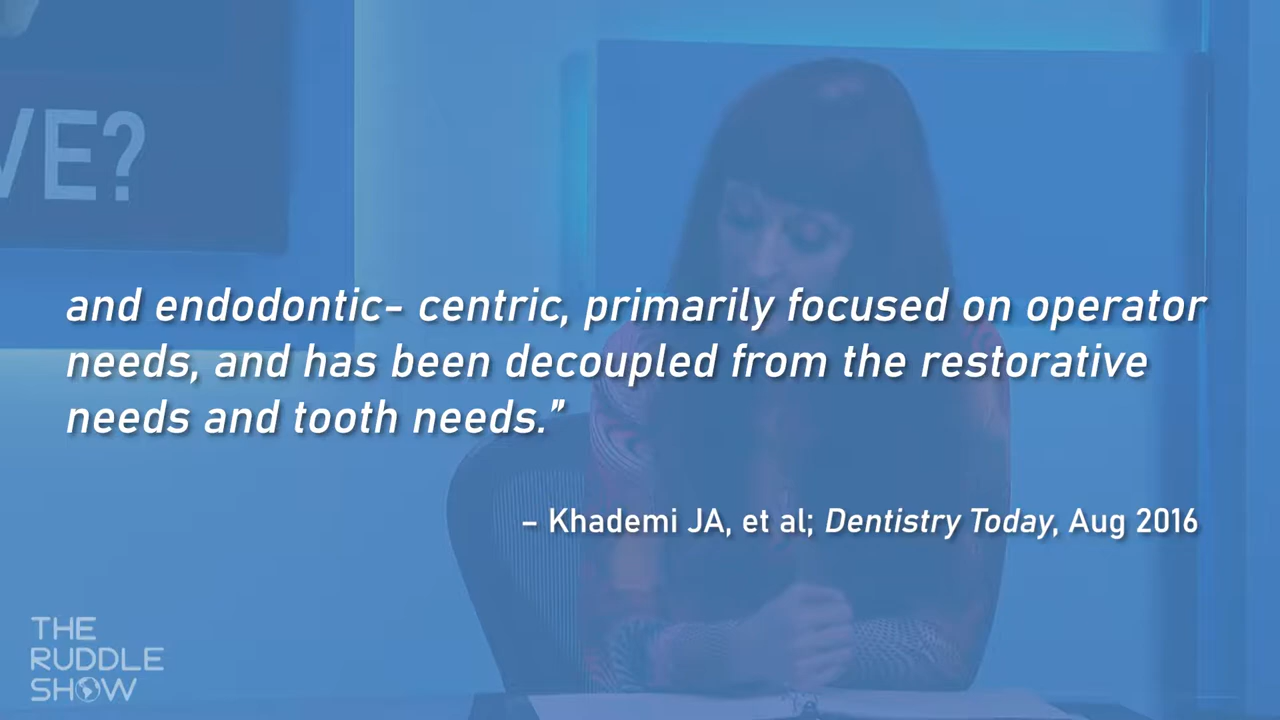 VE?
and endodontic- centric, primarily focused on operator
needs, and has been decoupled from the restorative
needs and tooth needs.”
– Khademi JA, et al; Dentistry Today, Aug 2016
THE
RUDDLE
SHOW